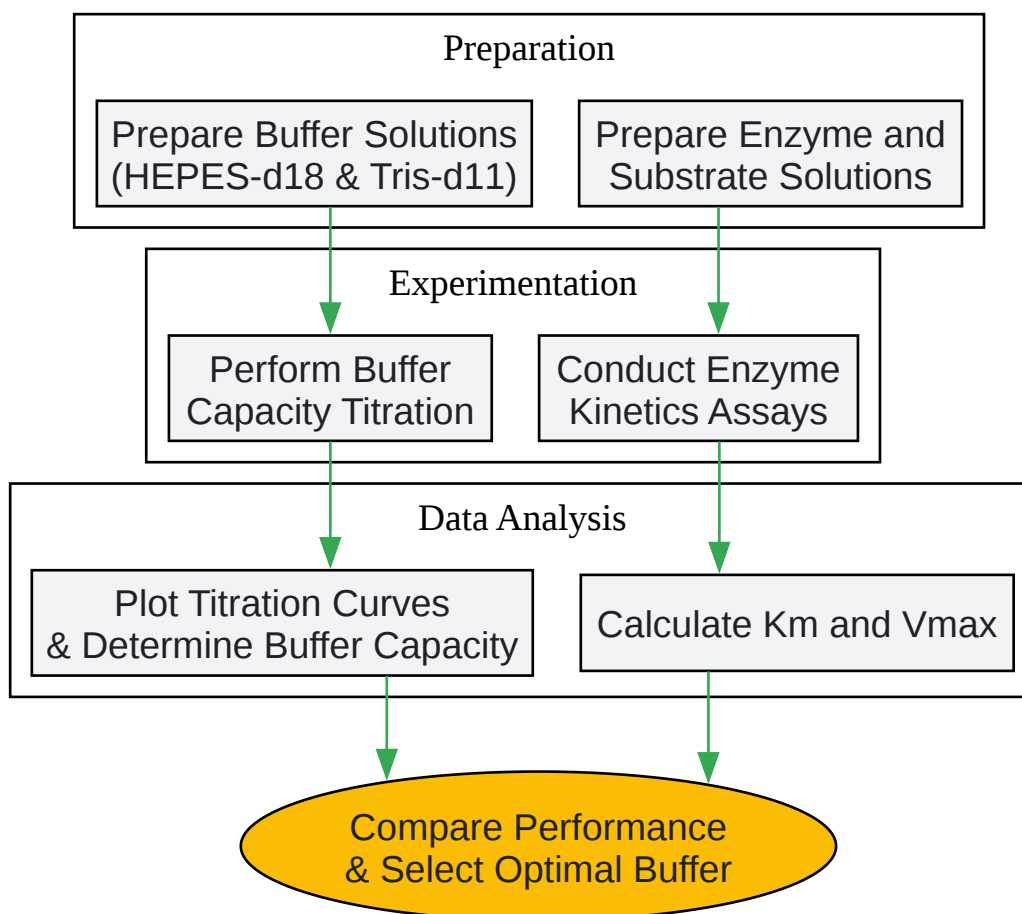 Preparation
Prepare Buffer Solutions
(HEPES-d18 & Tris-d11)
Prepare Enzyme and
Substrate Solutions
Experimentation
Perform Buffer
Capacity Titration
Conduct Enzyme
Kinetics Assays
Data Analysis
Plot Titration Curves
& Determine Buffer Capacity
Calculate Km and Vmax
Compare Performance
& Select Optimal Buffer